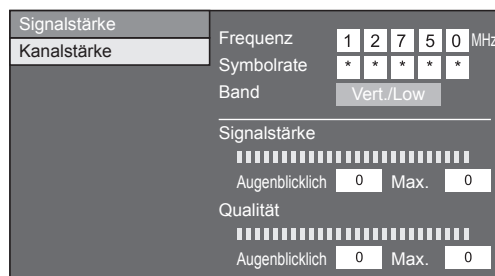 Signalstärke
Kanalstärke
Frequenz 1 2 7 5 0 MHz
Symbolrate * * * * *
Band Vert./Low
Signalstärke
Augenblicklich 0 Max. 0
Qualität
Augenblicklich 0 Max. 0